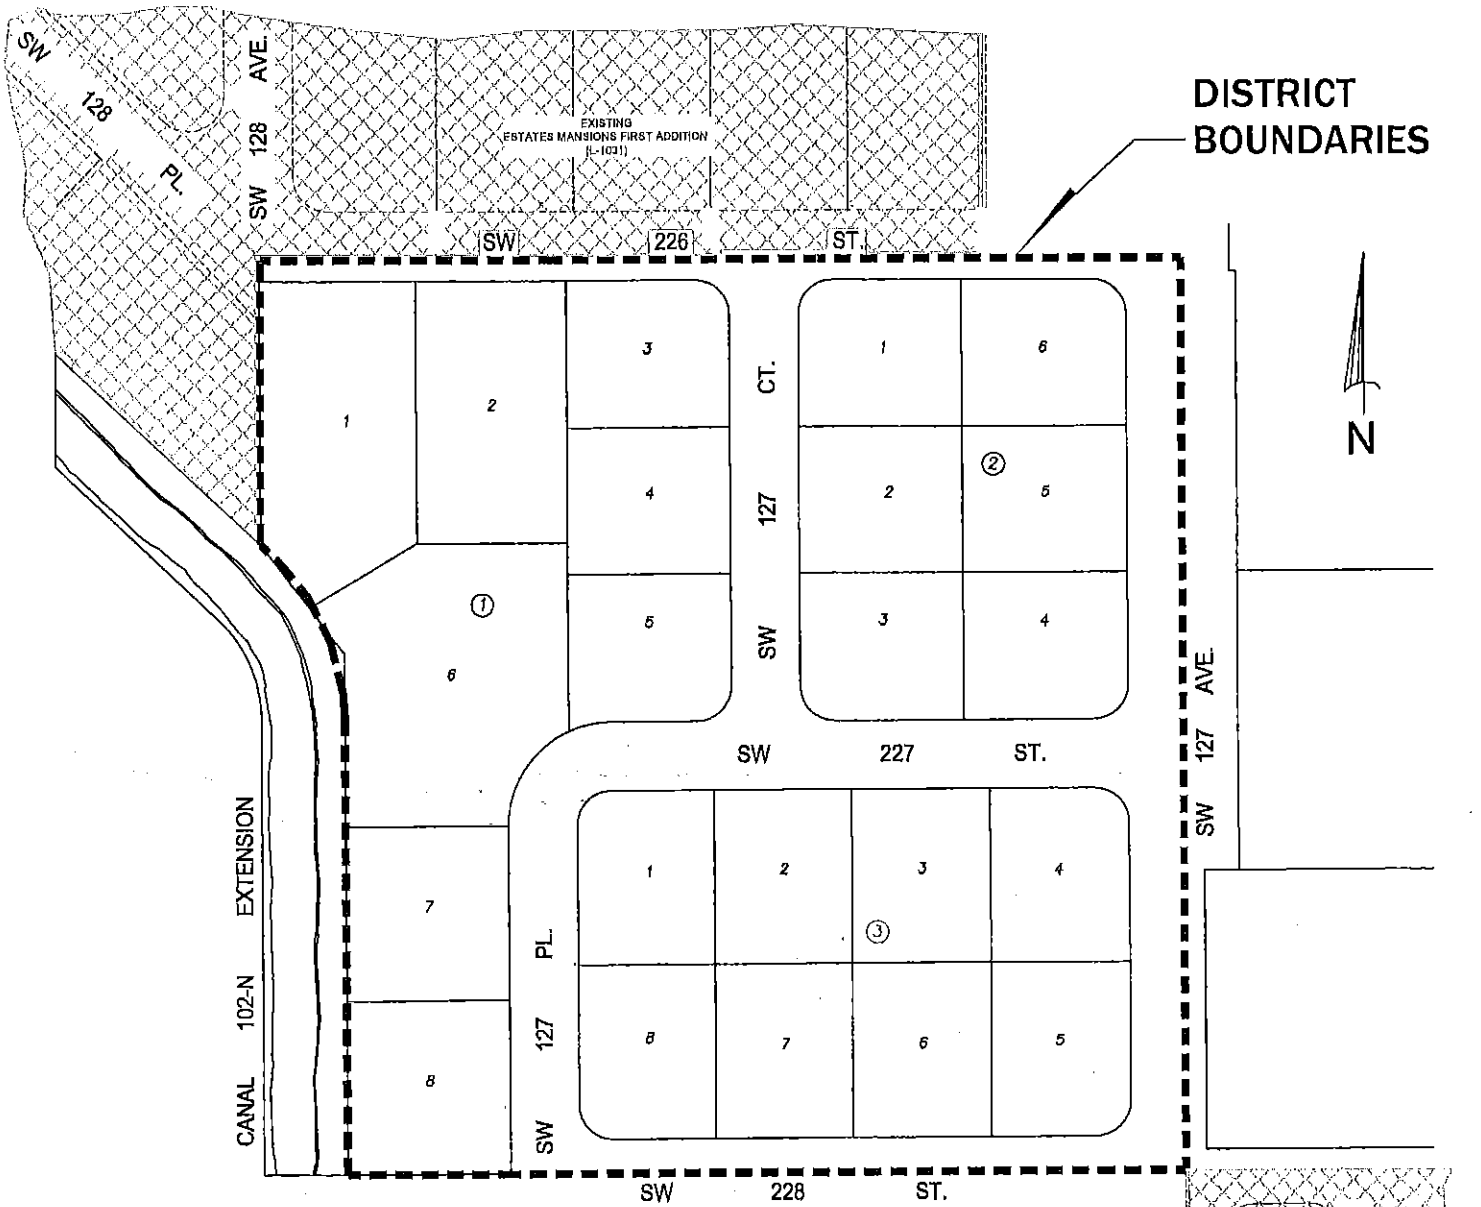 SW 128 PL.
SW 128 AVE.
EXISTING
ESTATES MANSIONS FIRST ADDITION
(L-1031)
DISTRICT
BOUNDARIES
SW 226 ST
N
1
2
3
4
5
6
7
8
①
SW 127 CT.
1
6
2
②
5
3
4
SW 227 ST.
SW 127 AVE.
1
2
3
4
③
8
7
6
5
SW 127 PL.
CANAL 102-N EXTENSION
SW 228 ST.